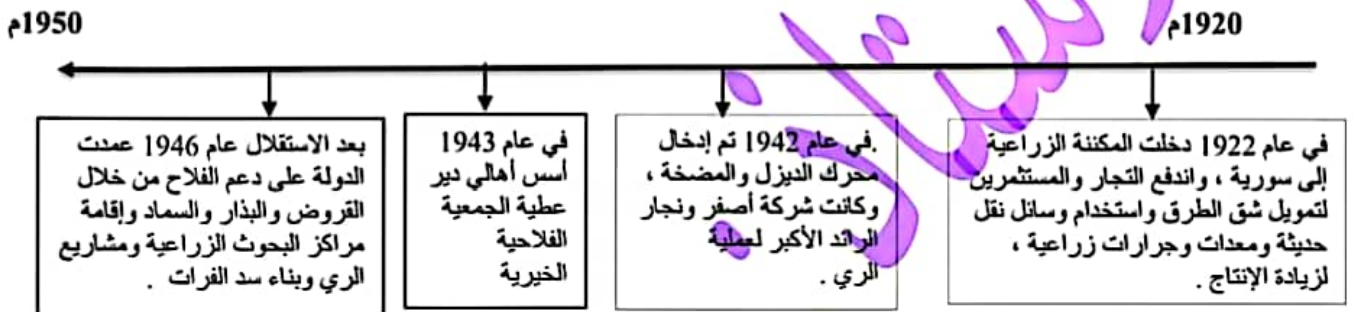 1920م
1950م
في عام 1922 دخلت المكننة الزراعية
إلى سورية ، واندفع التجار والمستثمرين
لتمويل شق الطرق واستخدام وسائل نقل
حديثة ومعدات وجرارات زراعية ،
لزيادة الإنتاج .
.في عام 1942 تم إدخال
محرك الديزل والمضخة ،
وكانت شركة أصفر ونجار
الرائد الأكبر لعملية
الري .
في عام 1943
أسس أهالي دير
عطية الجمعية
الفلاحية
الخيرية
بعد الاستقلال عام 1946 عمدت
الدولة على دعم الفلاح من خلال
القروض والبذار والسماد وإقامة
مراكز البحوث الزراعية ومشاريع
الري وبناء سد الفرات .